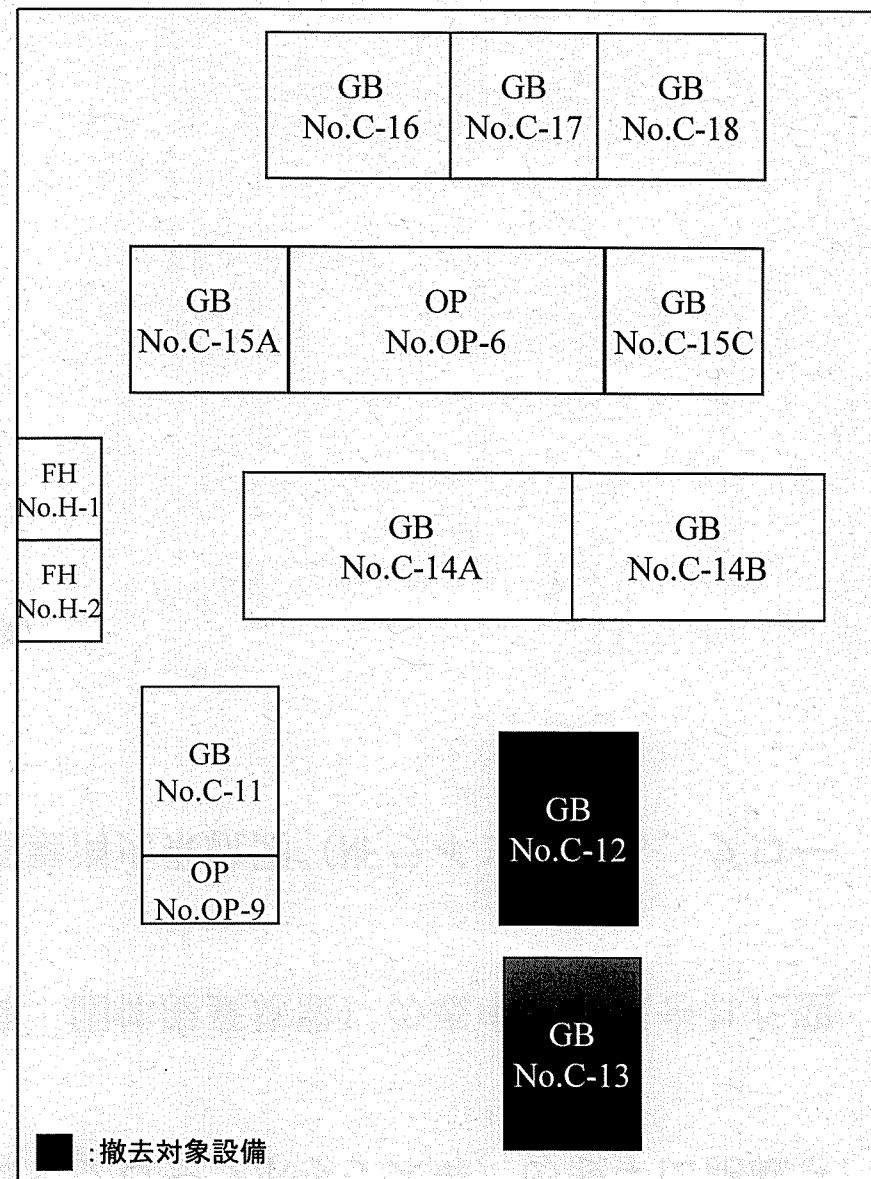 GB
No.C-16
GB
No.C-17
GB
No.C-18
GB
No.C-15A
OP
No.OP-6
GB
No.C-15C
FH
No.H-1
FH
No.H-2
GB
No.C-14A
GB
No.C-14B
GB
No.C-11
OP
No.OP-9
GB
No.C-12
GB
No.C-13
:撤去対象設備